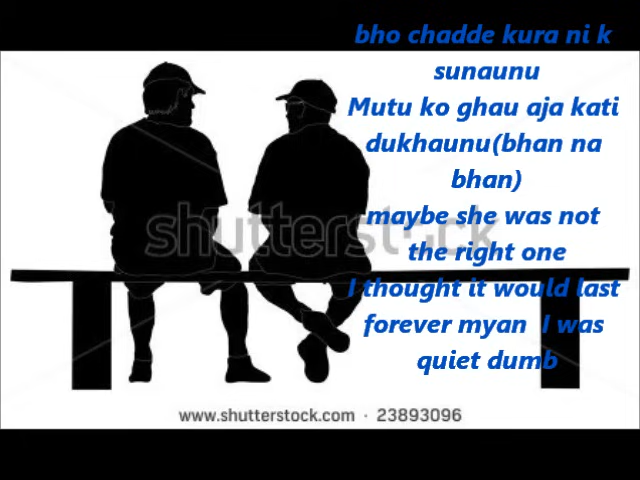 bho chadde kura ni k
sunaunu
Mutu ko ghau aja kati
dukhaunu(bhan na
bhan)
maybe she was not
the right one
I thought it would last
forever myan I was
quiet dumb
shutterstock
www.shutterstock.com · 23893096